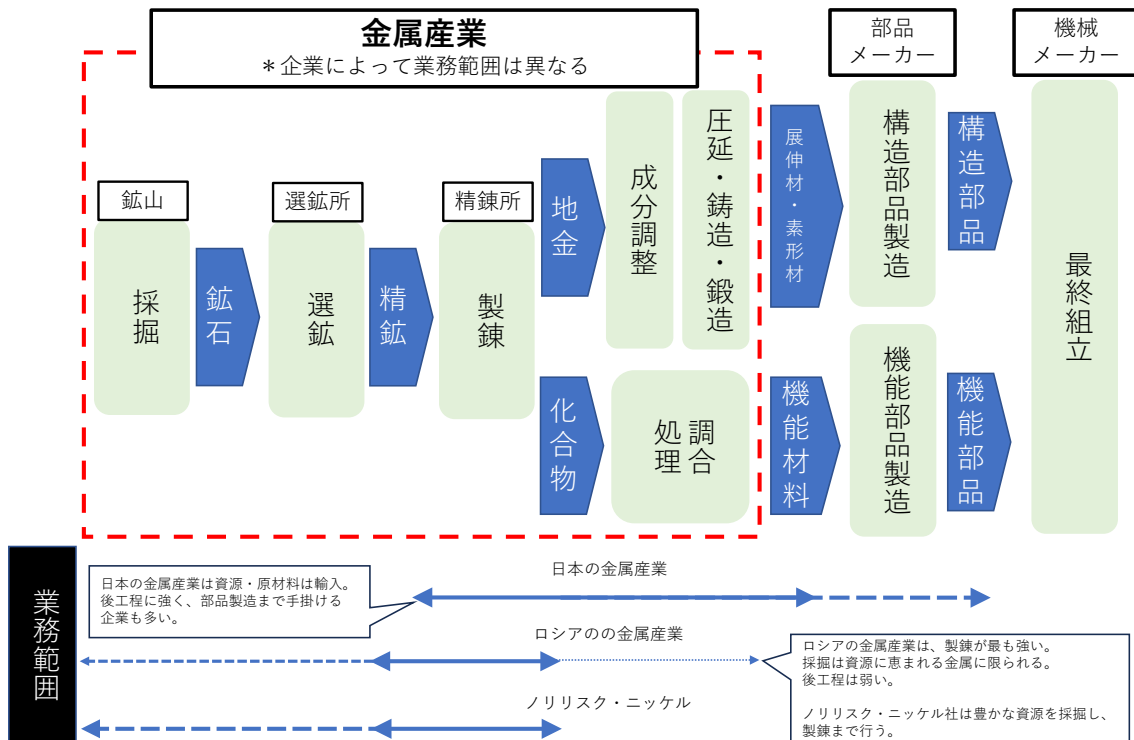 金属産業
＊企業によって業務範囲は異なる
部品
メーカー
機械
メーカー
鉱山
採掘
鉱石
選鉱所
選鉱
精鉱
精錬所
製錬
地金
成分調整
圧延・鋳造・鍛造
展伸材・素形材
構造部品製造
構造部品
最終組立
化合物
調合
処理
機能材料
機能部品製造
機能部品
業務範囲
日本の金属産業は資源・原材料は輸入。
後工程に強く、部品製造まで手掛ける
企業も多い。
日本の金属産業
ロシアのの金属産業
ロシアの金属産業は、製錬が最も強い。
採掘は資源に恵まれる金属に限られる。
後工程は弱い。
ノリリスク・ニッケル社は豊かな資源を採掘し、
製錬まで行う。
ノリリスク・ニッケル